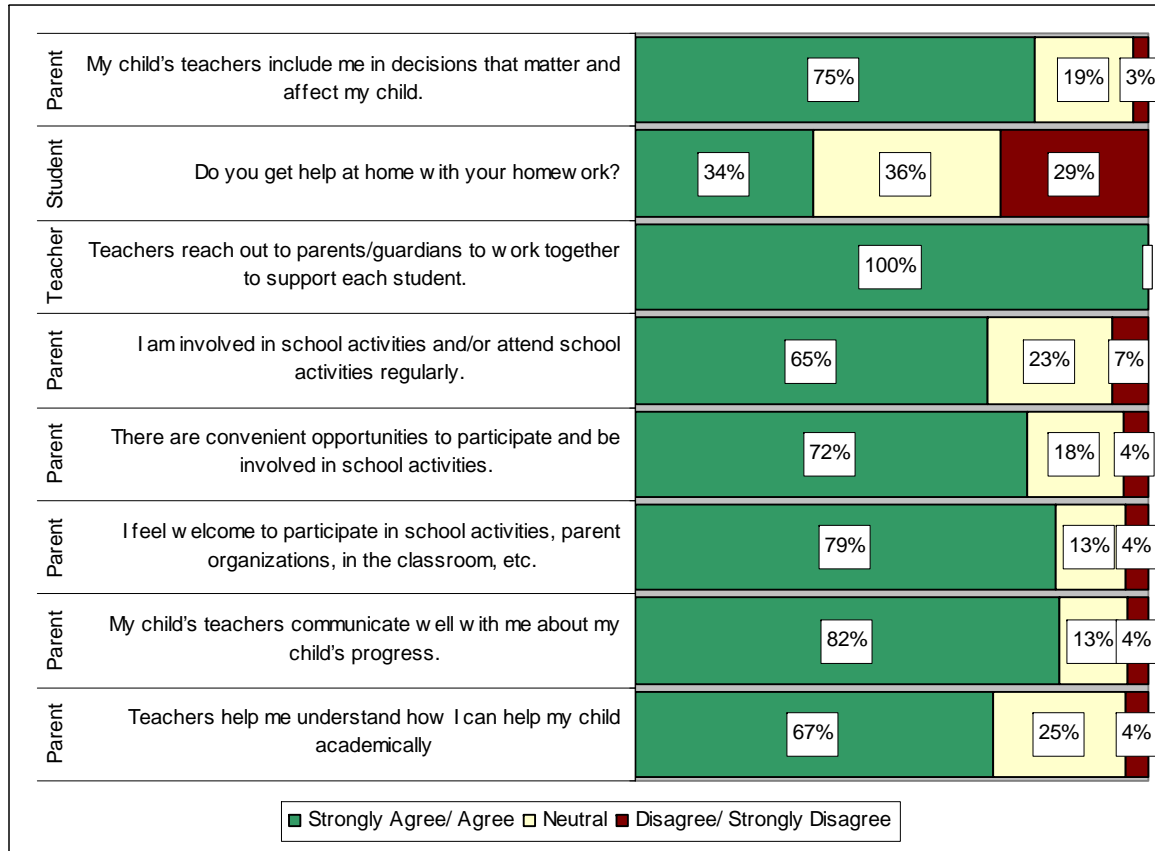 Parent
My child's teachers include me in decisions that matter and
affect my child.
75%
19%
3%
Student
Do you get help at home with your homework?
34%
36%
29%
Teacher
Teachers reach out to parents/guardians to work together
to support each student.
100%
Parent
I am involved in school activities and/or attend school
activities regularly.
65%
23%
7%
Parent
There are convenient opportunities to participate and be
involved in school activities.
72%
18%
4%
Parent
I feel welcome to participate in school activities, parent
organizations, in the classroom, etc.
79%
13%
4%
Parent
My child's teachers communicate well with me about my
child's progress.
82%
13%
4%
Parent
Teachers help me understand how I can help my child
academically
67%
25%
4%
Strongly Agree/ Agree
Neutral
Disagree/ Strongly Disagree